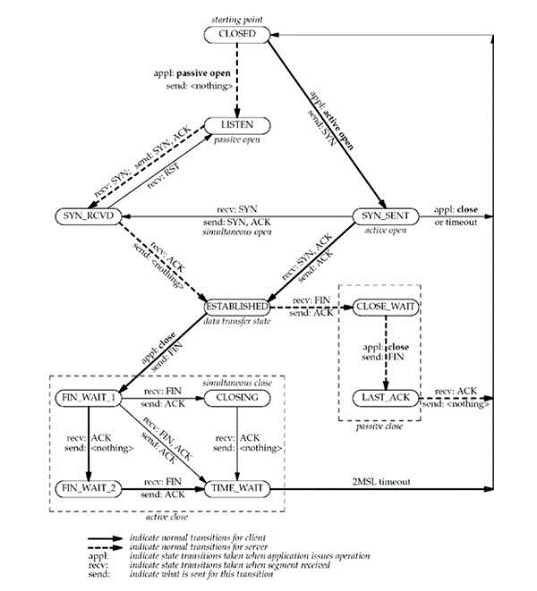 starting point
CLOSED
appl: passive open
send: <nothing>
appl: active open
send: SYN
LISTEN
passive open
recv: SYN; send: SYN, ACK
recv: RST
SYN_RCVD
recv: SYN
send: SYN, ACK
simultaneous open
SYN_SENT
active open
appl: close
or timeout
recv: ACK
send: <nothing>
recv: SYN, ACK
send: ACK
ESTABLISHED
data transfer state
recv: FIN
send: ACK
CLOSE_WAIT
appl: close
send: FIN
appl: close
send: FIN
LAST_ACK
recv: ACK
send: <nothing>
passive close
simultaneous close
FIN_WAIT_1
recv: FIN
send: ACK
CLOSING
recv: ACK
send: <nothing>
recv: FIN, ACK
send: ACK
recv: ACK
send: <nothing>
FIN_WAIT_2
recv: FIN
send: ACK
TIME_WAIT
2MSL timeout
active close
indicate normal transitions for client
indicate normal transitions for server
appl: indicate state transitions taken when application issues operation
recv: indicate state transitions taken when segment received
send: indicate what is sent for this transition